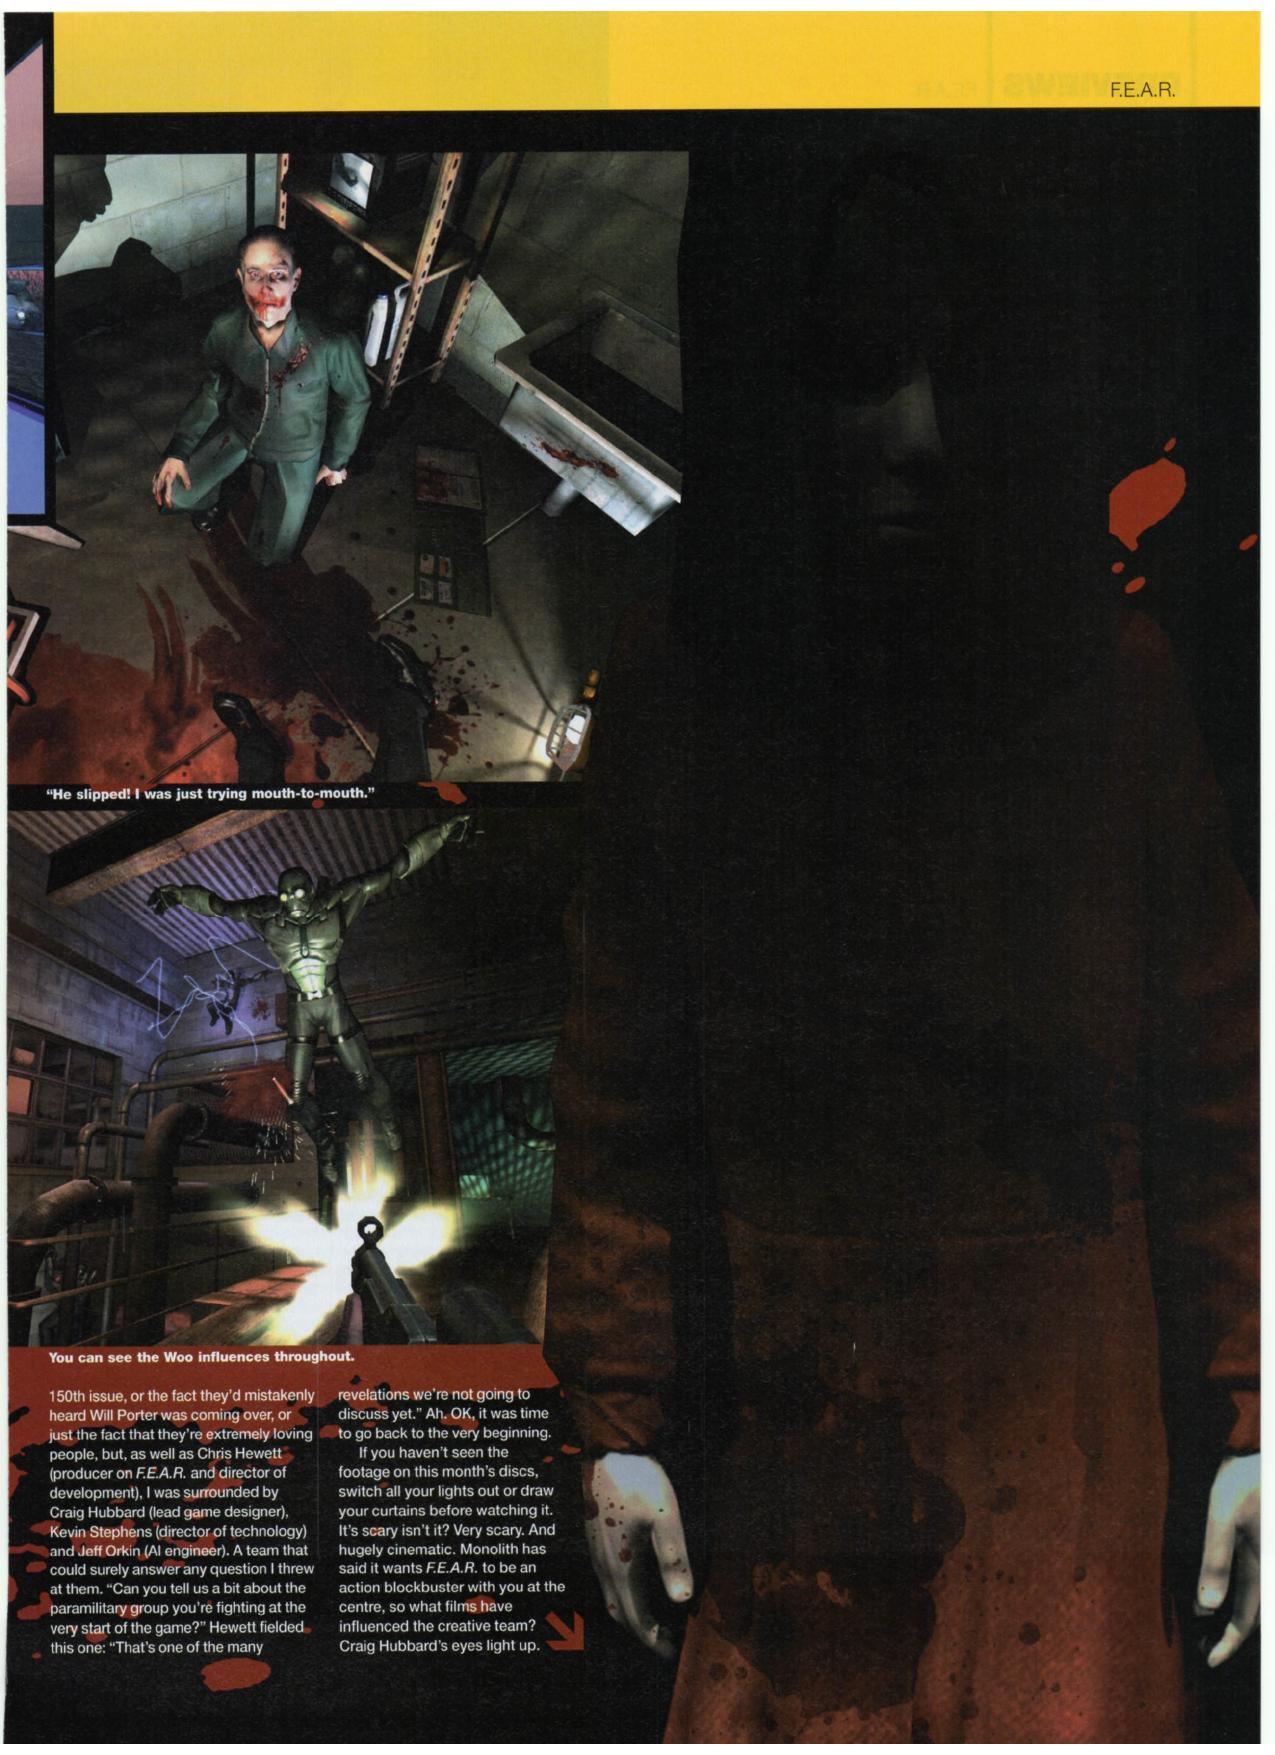 F.E.A.R.
“He slipped! I was just trying mouth-to-mouth.”
You can see the Woo influences throughout.
150th issue, or the fact they’d mistakenly
heard Will Porter was coming over, or
just the fact that they’re extremely loving
people, but, as well as Chris Hewett
(producer on F.E.A.R. and director of
development), I was surrounded by
Craig Hubbard (lead game designer),
Kevin Stephens (director of technology)
and Jeff Orkin (AI engineer). A team that
could surely answer any question I threw
at them. “Can you tell us a bit about the
paramilitary group you’re fighting at the
very start of the game?” Hewett fielded
this one: “That’s one of the many
revelations we’re not going to
discuss yet.” Ah. OK, it was time
to go back to the very beginning.
If you haven’t seen the
footage on this month’s discs,
switch all your lights out or draw
your curtains before watching it.
It’s scary isn’t it? Very scary. And
hugely cinematic. Monolith has
said it wants F.E.A.R. to be an
action blockbuster with you at the
centre, so what films have
influenced the creative team?
Craig Hubbard’s eyes light up.